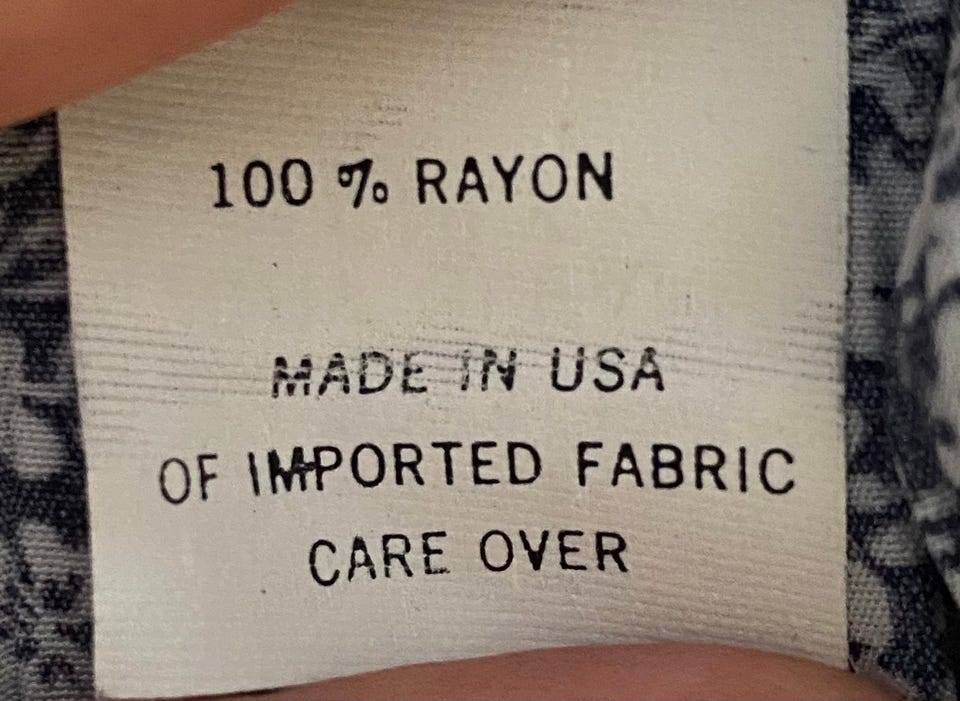 100 % RAYON
MADE IN USA
OF IMPORTED FABRIC
CARE OVER